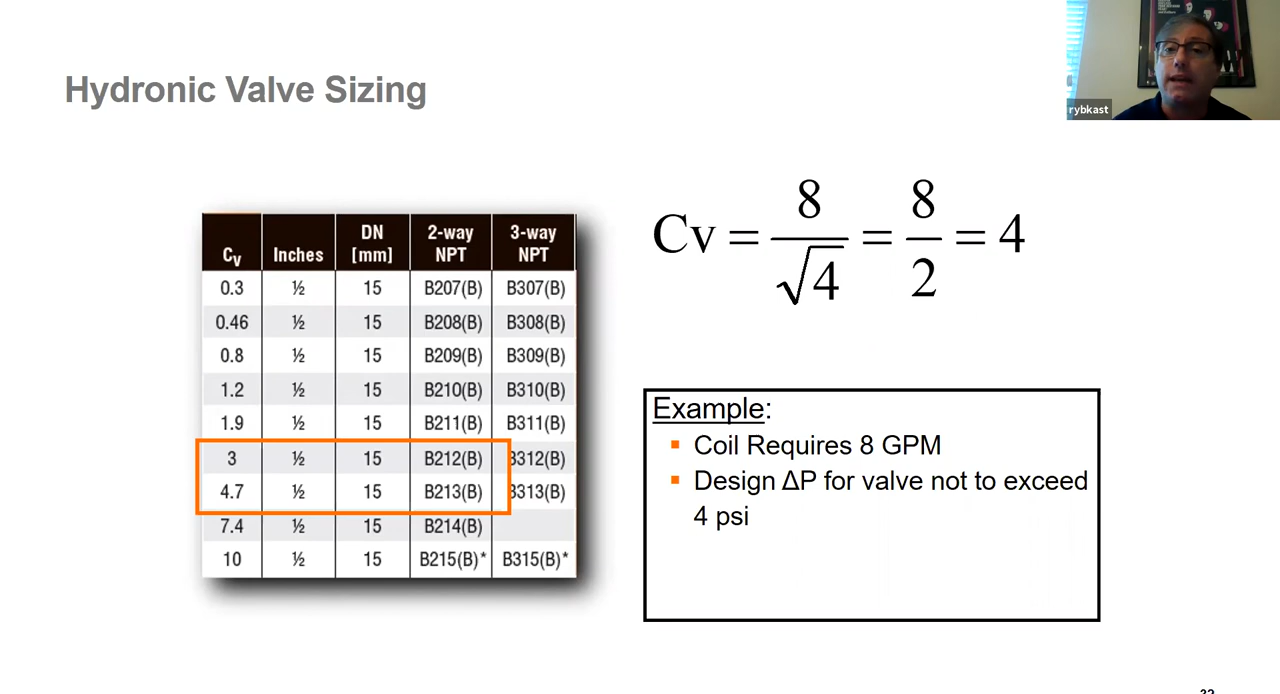 Hydronic Valve Sizing
rybkast
Cv Inches DN [mm] 2-way NPT 3-way NPT
0.3 ½ 15 B207(B) B307(B)
0.46 ½ 15 B208(B) B308(B)
0.8 ½ 15 B209(B) B309(B)
1.2 ½ 15 B210(B) B310(B)
1.9 ½ 15 B211(B) B311(B)
3 ½ 15 B212(B) B312(B)
4.7 ½ 15 B213(B) B313(B)
7.4 ½ 15 B214(B)
10 ½ 15 B215(B)* B315(B)*
Cv = 8/√4 = 8/2 = 4
Example:
▪ Coil Requires 8 GPM
▪ Design ΔP for valve not to exceed
4 psi